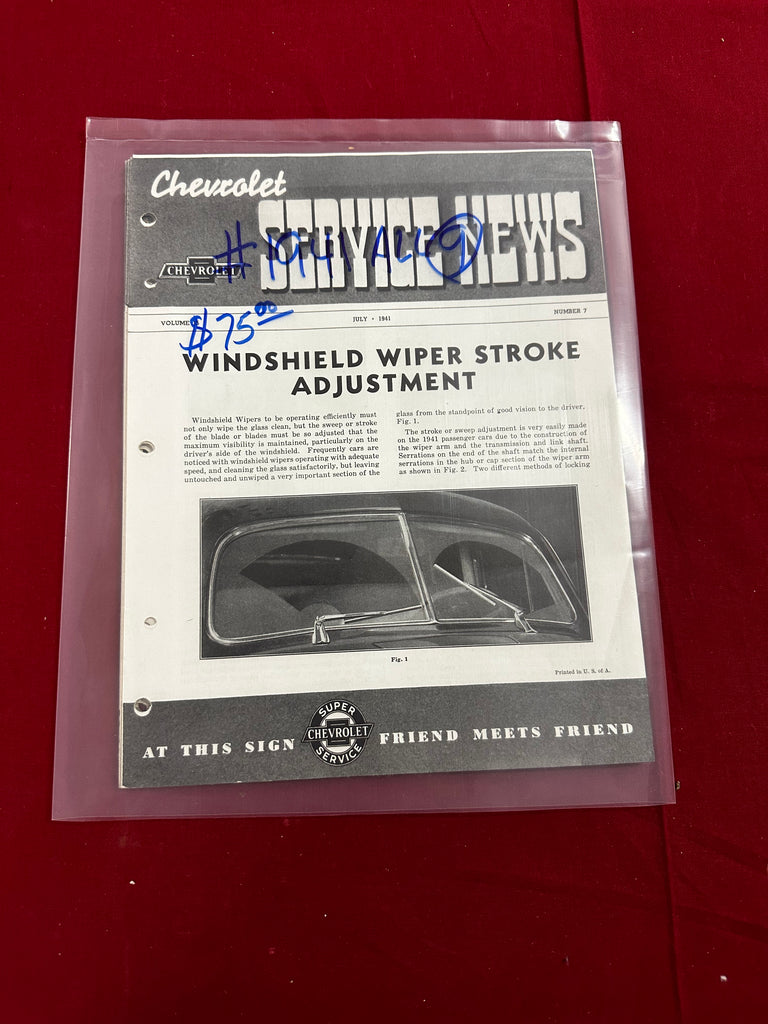 Chevrolet
SERVICE NEWS
CHEVROLET
#1941 ALL 9
VOLUME
JULY • 1941
NUMBER 7
$75.00
WINDSHIELD WIPER STROKE
ADJUSTMENT
Windshield Wipers to be operating efficiently must
not only wipe the glass clean, but the sweep or stroke
of the blade or blades must be so adjusted that the
maximum visibility is maintained, particularly on the
driver's side of the windshield. Frequently cars are
noticed with windshield wipers operating with adequate
speed, and cleaning the glass satisfactorily, but leaving
untouched and unwiped a very important section of the
glass from the standpoint of good vision to the driver,
Fig. 1.
The stroke or sweep adjustment is very easily made
on the 1941 passenger cars due to the construction of
the wiper arm and the transmission and link shaft.
Serrations on the end of the shaft match the internal
serrations in the hub or cap section of the wiper arm
as shown in Fig. 2. Two different methods of locking
Fig. 1
Printed in U. S. of A.
AT THIS SIGN
SUPER
CHEVROLET
SERVICE
FRIEND MEETS FRIEND